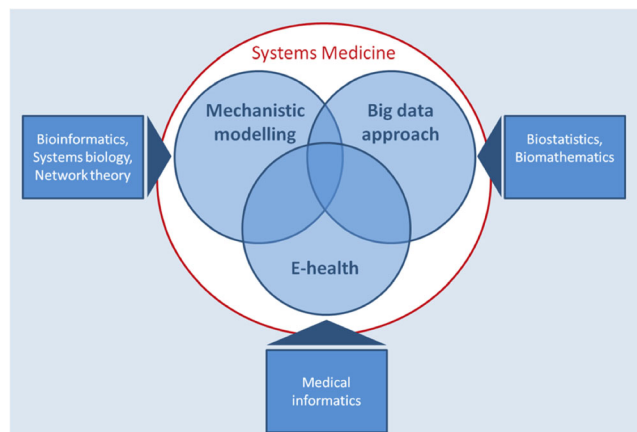 Systems Medicine
Mechanistic
modelling
Big data
approach
Bioinformatics,
Systems biology,
Network theory
Biostatistics,
Biomathematics
E-health
Medical
informatics